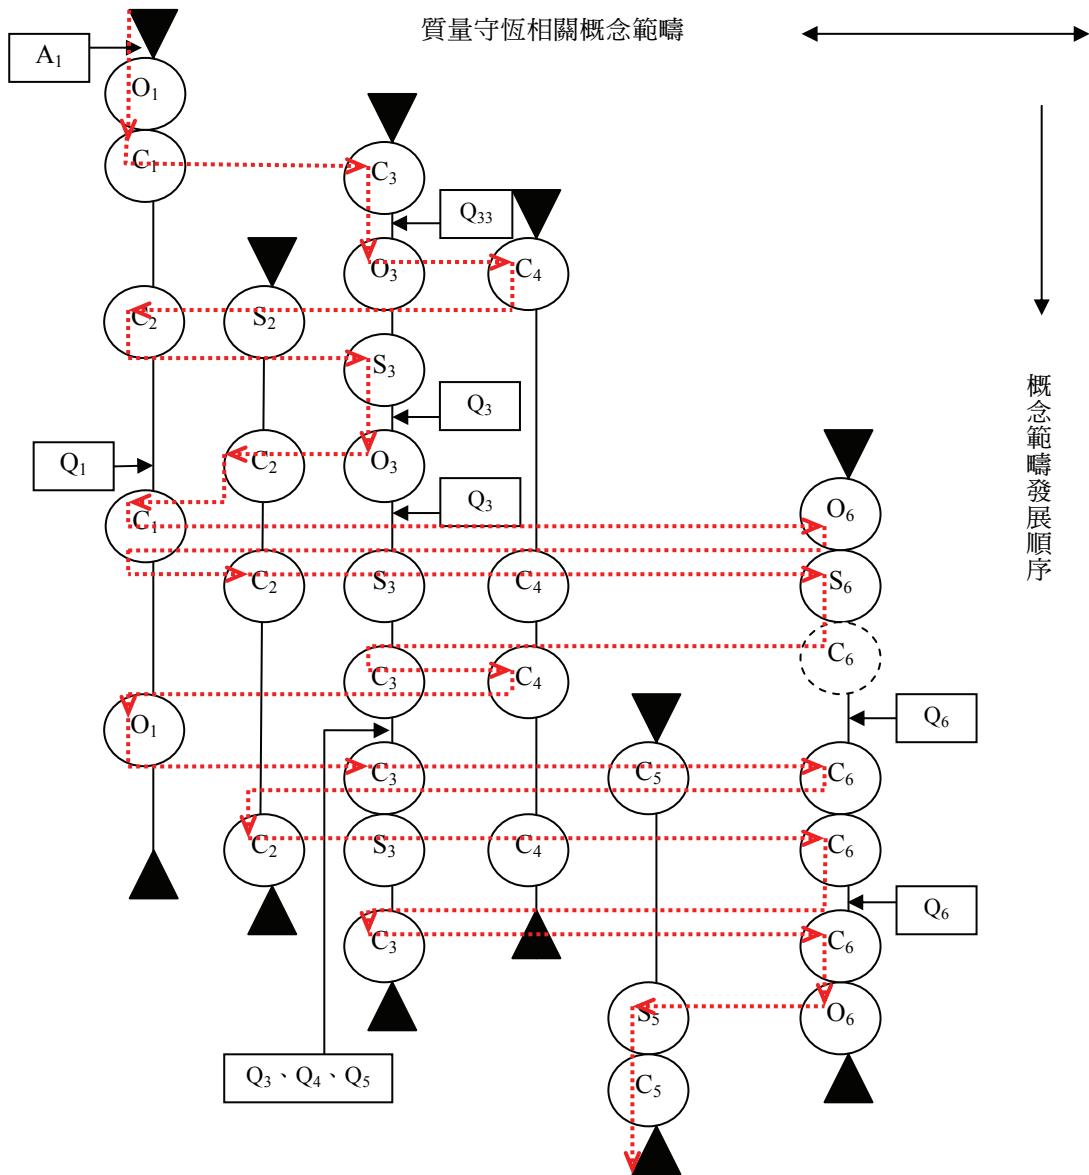 質量守恆相關概念範疇
A₁
O₁
C₁
C₃
Q₃₃
O₃
C₄
C₂
S₂
S₃
概念範疇發展順序
Q₃
Q₁
C₂
O₃
Q₃
O₆
C₁
C₂
S₃
C₄
S₆
C₆
C₃
C₄
O₁
Q₆
C₃
C₅
C₆
C₂
S₃
C₄
C₆
Q₆
C₃
C₆
S₅
O₆
Q₃、Q₄、Q₅
C₅